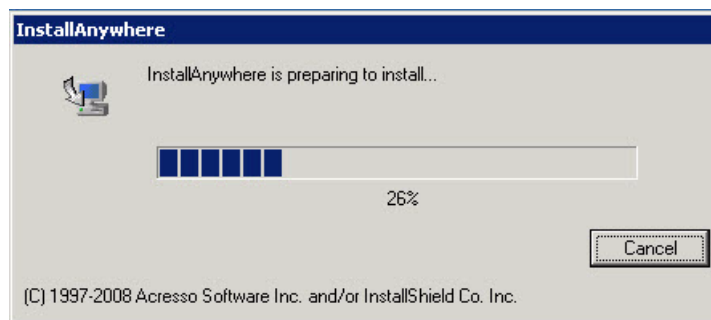 InstallAnywhere
InstallAnywhere is preparing to install...
26%
Cancel
(C) 1997-2008 Acresso Software Inc. and/or InstallShield Co. Inc.